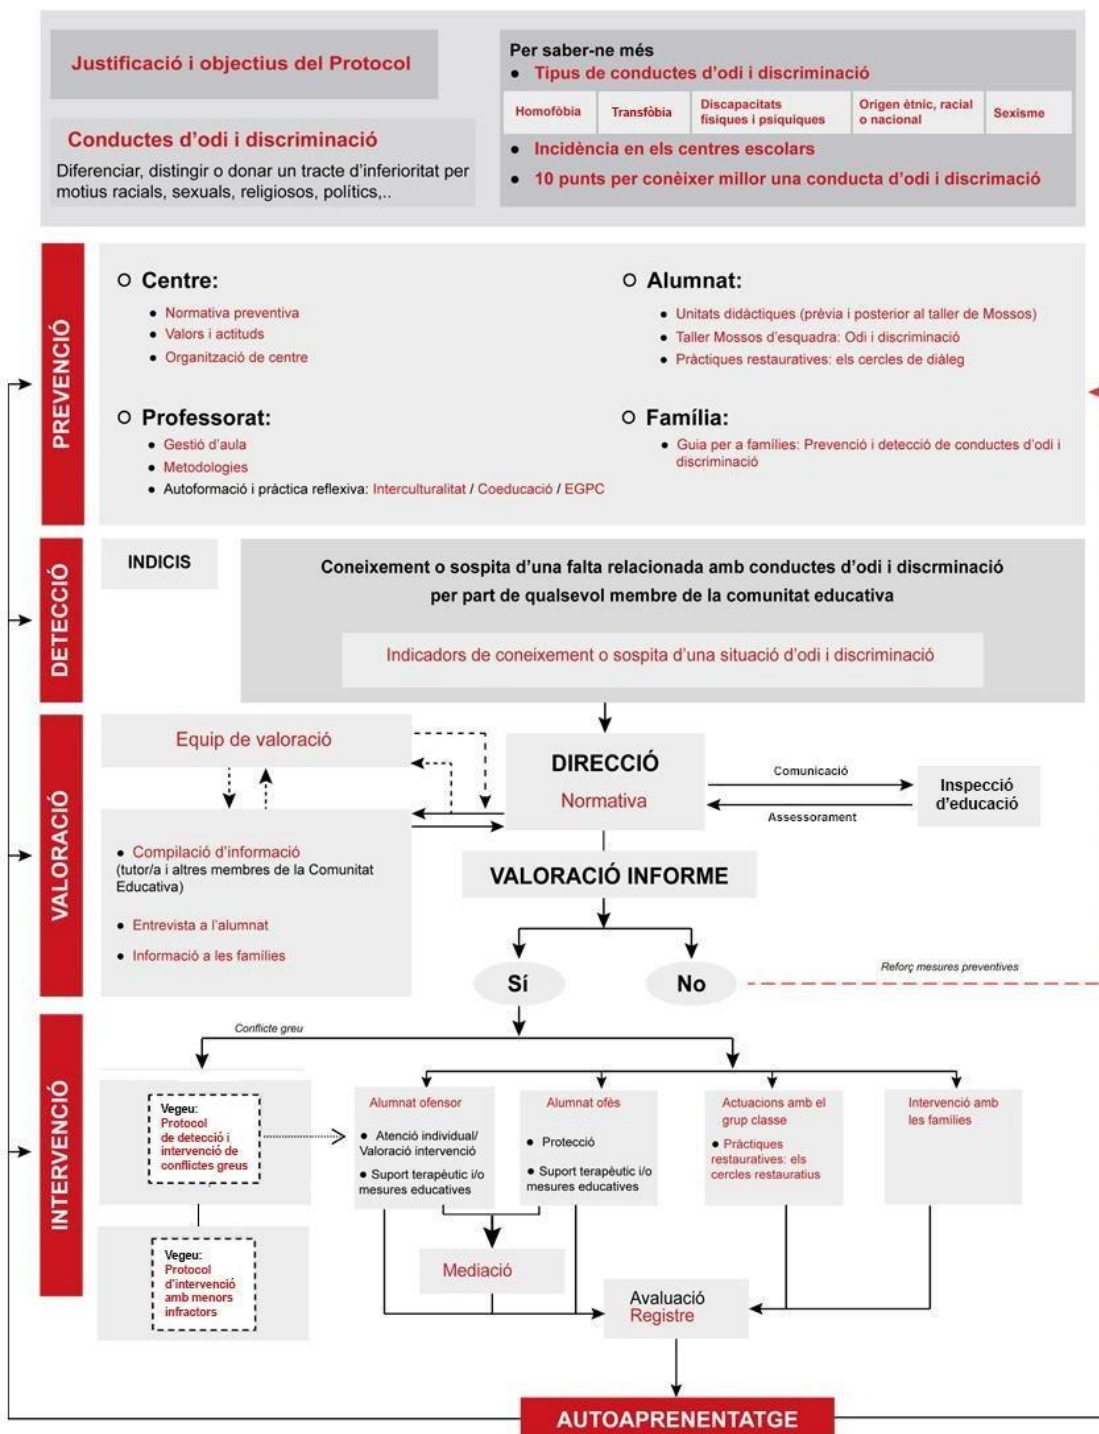 Justificació i objectius del Protocol
Conductes d'odi i discriminació
Diferenciar, distingir o donar un tracte d'inferioritat per
motius racials, sexuals, religiosos, polítics,..
Per saber-ne més
● Tipus de conductes d'odi i discriminació
Homofòbia
Transfòbia
Discapacitats
físiques i psíquiques
Origen ètnic, racial
o nacional
Sexisme
● Incidència en els centres escolars
● 10 punts per conèixer millor una conducta d'odi i discrimació
PREVENCIÓ
Centre:
● Normativa preventiva
● Valors i actituds
● Organització de centre
Alumnat:
● Unitats didàctiques (prèvia i posterior al taller de Mossos)
● Taller Mossos d'esquadra: Odi i discriminació
● Pràctiques restauratives: els cercles de diàleg
Professorat:
● Gestió d'aula
● Metodologies
● Autoformació i pràctica reflexiva: Interculturalitat / Coeducació / EGPC
Família:
● Guia per a famílies: Prevenció i detecció de conductes d'odi i
discriminació
DETECCIÓ
INDICIS
Coneixement o sospita d'una falta relacionada amb conductes d'odi i discrminació
per part de qualsevol membre de la comunitat educativa
Indicadors de coneixement o sospita d'una situació d'odi i discriminació
VALORACIÓ
Equip de valoració
DIRECCIÓ
Normativa
Comunicació
Assessorament
Inspecció
d'educació
● Compilació d'informació
(tutor/a i altres membres de la Comunitat
Educativa)
● Entrevista a l'alumnat
● Informació a les famílies
VALORACIÓ INFORME
Sí
No
Reforç mesures preventives
INTERVENCIÓ
Conflicte greu
Vegeu:
Protocol
de detecció i
intervenció de
conflictes greus
Vegeu:
Protocol
d'intervenció
amb menors
infractors
Alumnat ofensor
● Atenció individual/
Valoració intervenció
● Suport terapèutic i/o
mesures educatives
Alumnat ofès
● Protecció
● Suport terapèutic i/o
mesures educatives
Actuacions amb el
grup classe
● Pràctiques
restauratives: els
cercles restauratius
Intervenció amb
les famílies
Mediació
Avaluació
Registre
AUTOAPRENENTATGE